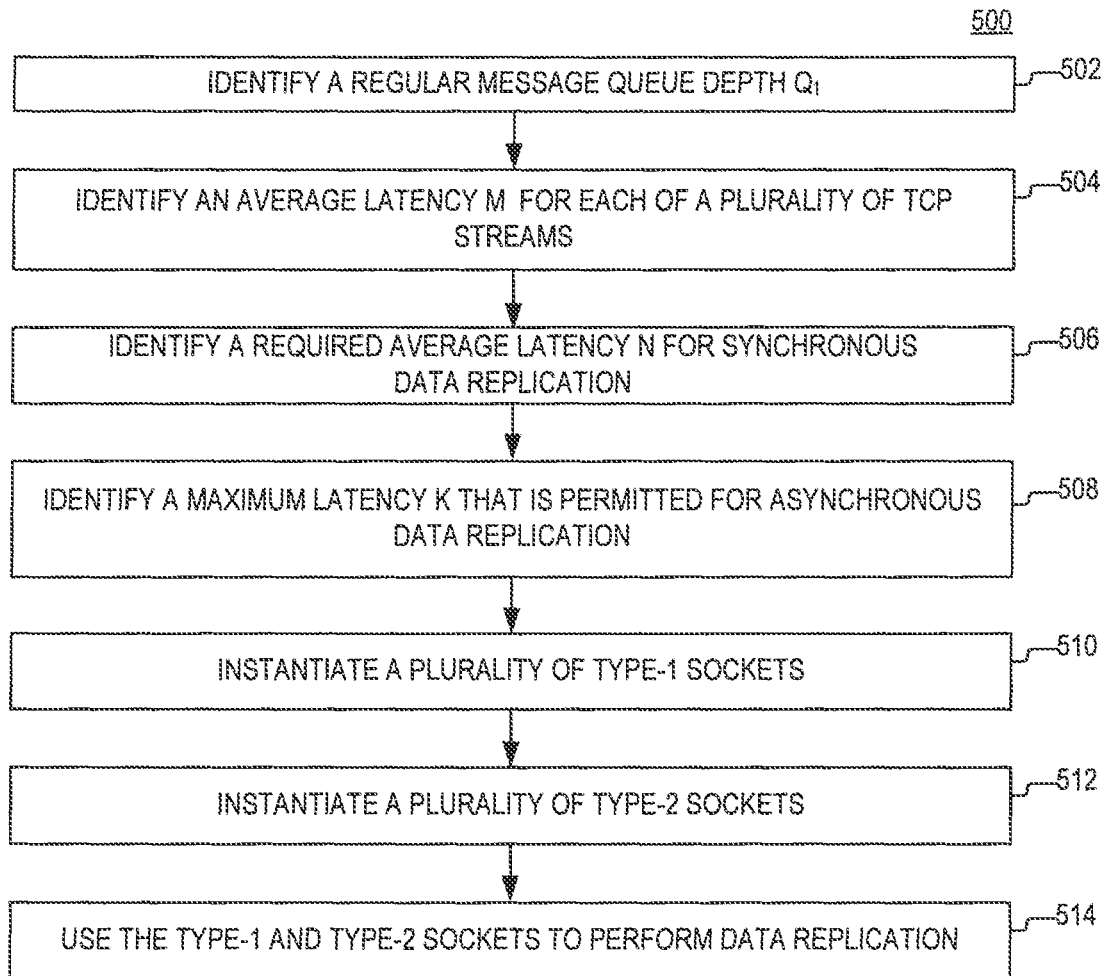 500
IDENTIFY A REGULAR MESSAGE QUEUE DEPTH Q₁
502
IDENTIFY AN AVERAGE LATENCY M FOR EACH OF A PLURALITY OF TCP
STREAMS
504
IDENTIFY A REQUIRED AVERAGE LATENCY N FOR SYNCHRONOUS
DATA REPLICATION
506
IDENTIFY A MAXIMUM LATENCY K THAT IS PERMITTED FOR ASYNCHRONOUS
DATA REPLICATION
508
INSTANTIATE A PLURALITY OF TYPE-1 SOCKETS
510
INSTANTIATE A PLURALITY OF TYPE-2 SOCKETS
512
USE THE TYPE-1 AND TYPE-2 SOCKETS TO PERFORM DATA REPLICATION
514